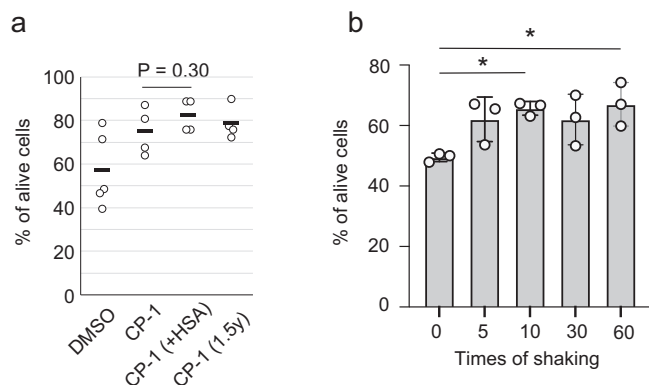 a
P = 0.30
% of alive cells
100
80
60
40
20
0
DMSO
CP-1
CP-1 (+HSA)
CP-1 (1.5y)
b
*
*
% of alive cells
80
60
40
20
0
0 5 10 30 60
Times of shaking